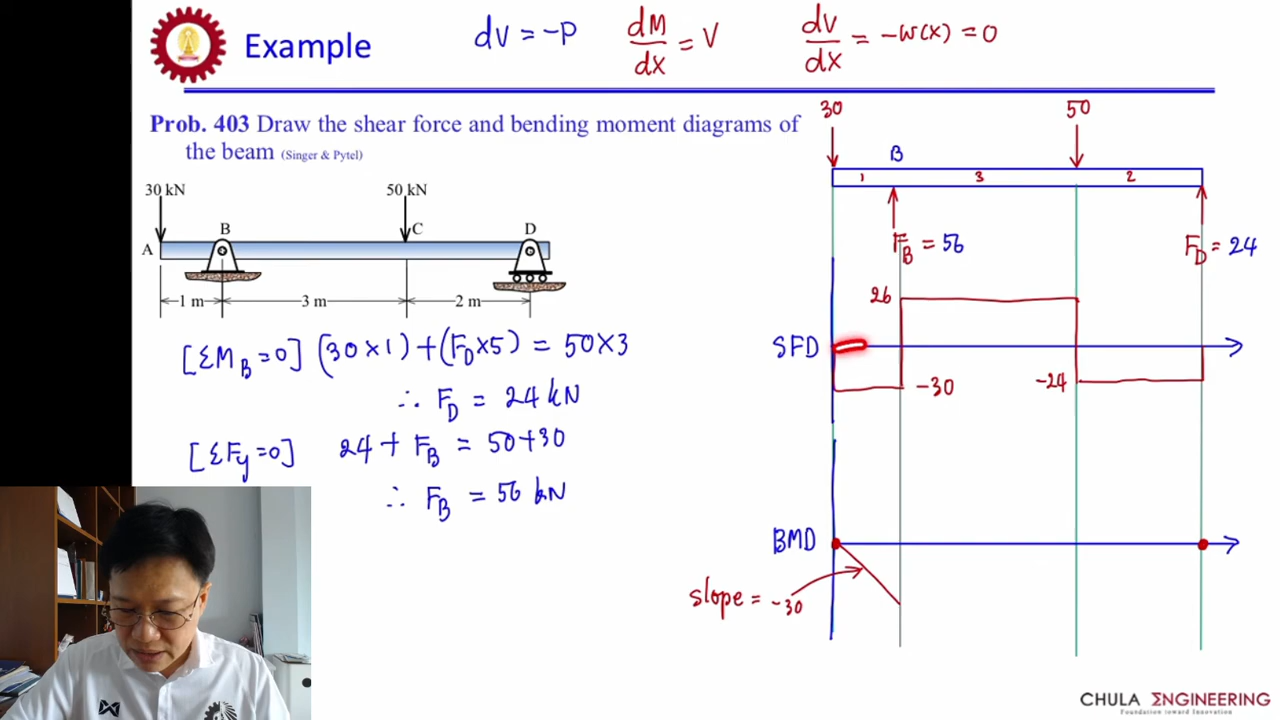 Example
dV = -P
dM/dx = V
dV/dx = -w(x) = 0
Prob. 403 Draw the shear force and bending moment diagrams of
the beam (Singer & Pytel)
30 kN
50 kN
A
B
C
D
1 m
3 m
2 m
[ΣM_B = 0] (30×1) + (F_D×5) = 50×3
∴ F_D = 24 kN
[ΣFy = 0] 24 + F_B = 50+30
∴ F_B = 56 kN
30
50
B
1
3
2
F_B = 56
F_D = 24
26
SFD
-30
-24
BMD
slope = -30
CHULA ΣNGINEERING
Foundation toward Innovation